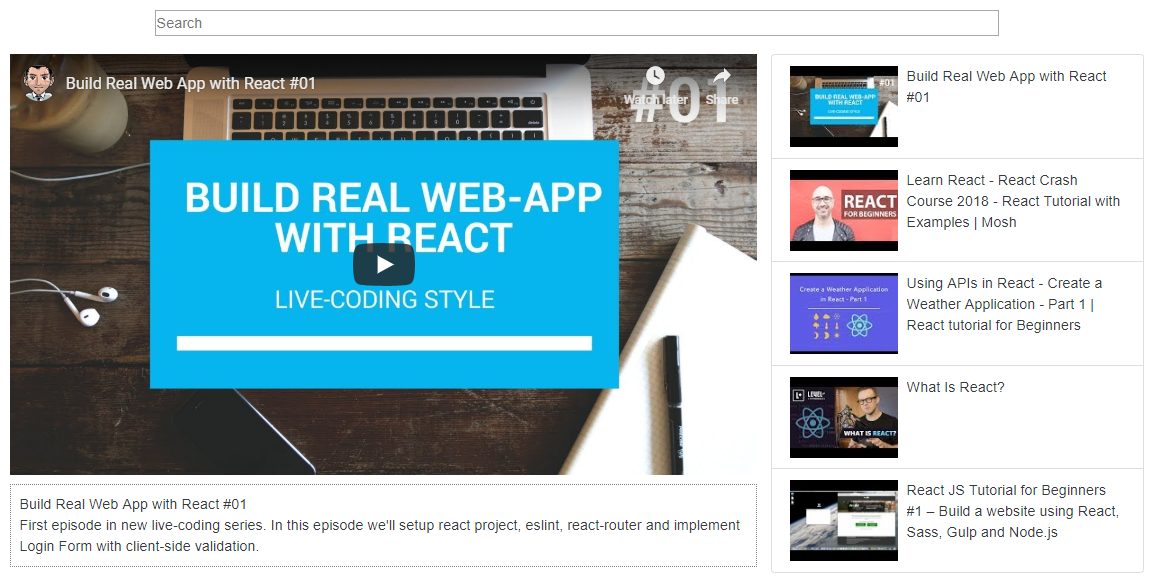 Search
Build Real Web App with React #01
Watch later
Share
#01
BUILD REAL WEB-APP
WITH REACT
LIVE-CODING STYLE
Build Real Web App with React #01
First episode in new live-coding series. In this episode we'll setup react project, eslint, react-router and implement
Login Form with client-side validation.
#01
BUILD REAL WEB-APP
WITH REACT
LIVE-CODING STYLE
Build Real Web App with React
#01
REACT
FOR BEGINNERS
Learn React - React Crash
Course 2018 - React Tutorial with
Examples | Mosh
Create a Weather Application
in React - Part 1
Using APIs in React - Create a
Weather Application - Part 1 |
React tutorial for Beginners
WHAT IS REACT?
What Is React?
React JS Tutorial for Beginners
#1 – Build a website using React,
Sass, Gulp and Node.js